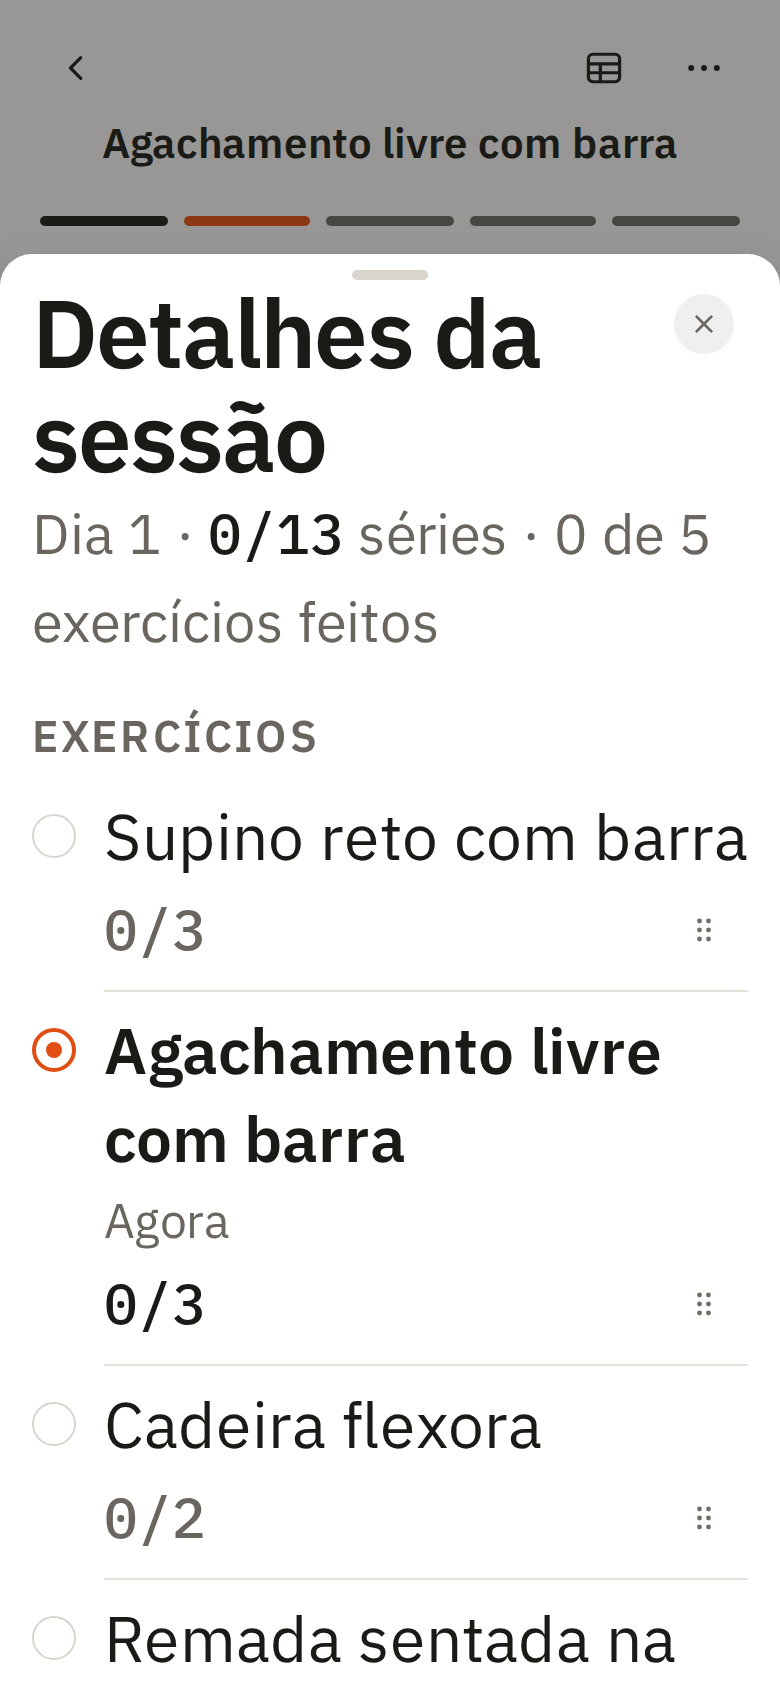 Agachamento livre com barra
Detalhes da
sessão
Dia 1 · 0/13 séries · 0 de 5
exercícios feitos
EXERCÍCIOS
Supino reto com barra
0/3
Agachamento livre
com barra
Agora
0/3
Cadeira flexora
0/2
Remada sentada na